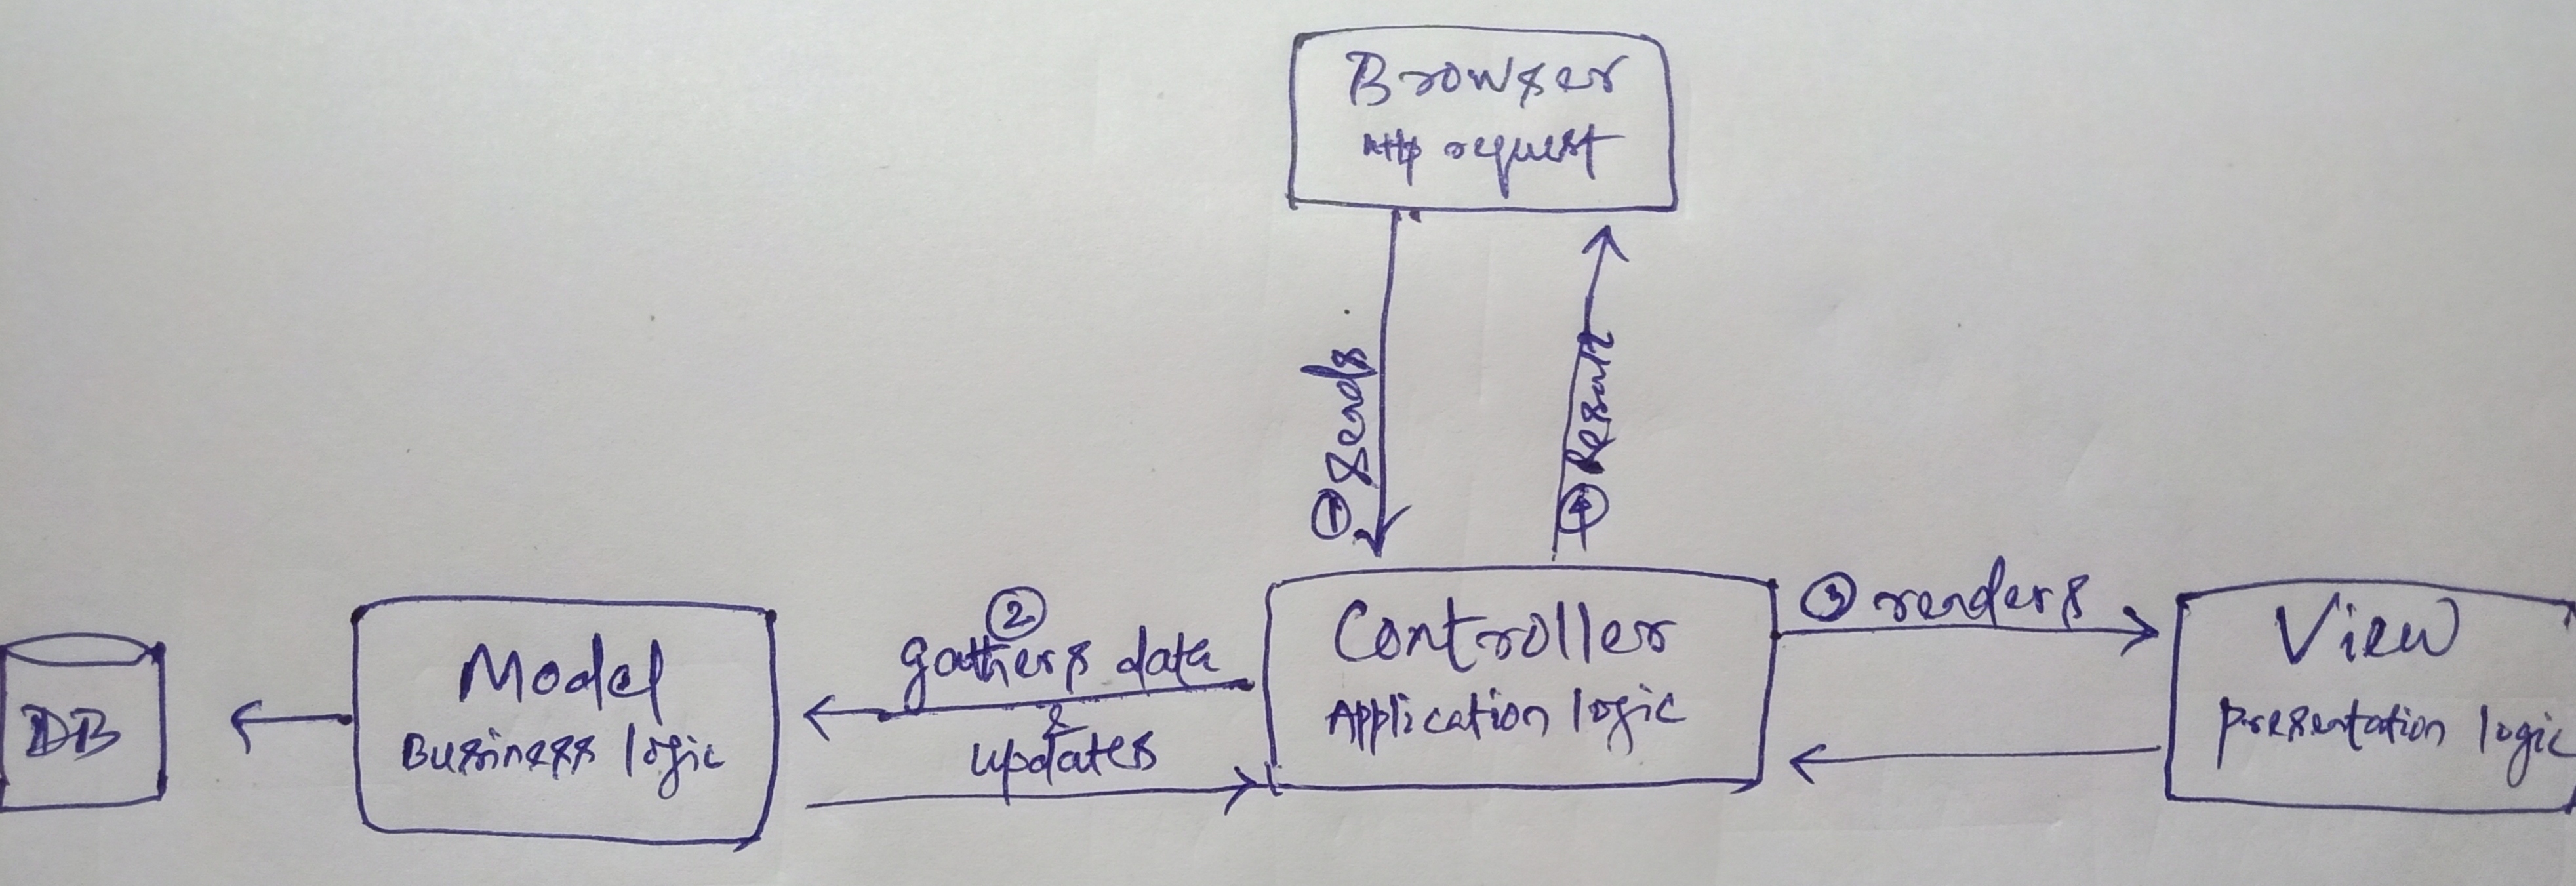 Browser
http request
① Sends
④ Result
②
gathers data
&
updates
③ renders
Controller
Application logic
View
presentation logic
Model
Business logic
DB